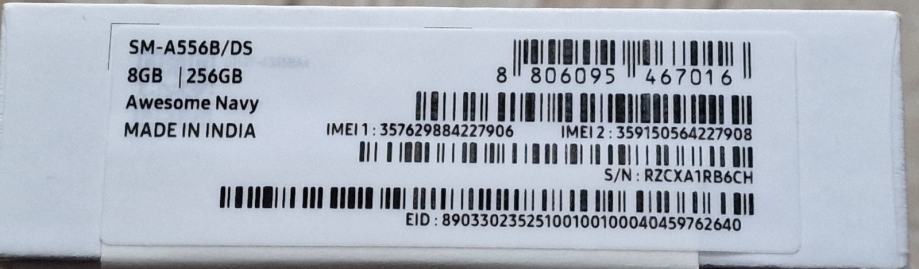 SM-A556B/DS
8GB | 256GB
Awesome Navy
MADE IN INDIA
8 806095 467016
IMEI 1 : 357629884227906 IMEI 2 : 359150564227908
S/N : RZCXA1RB6CH
EID : 89033023525100100100040459762640